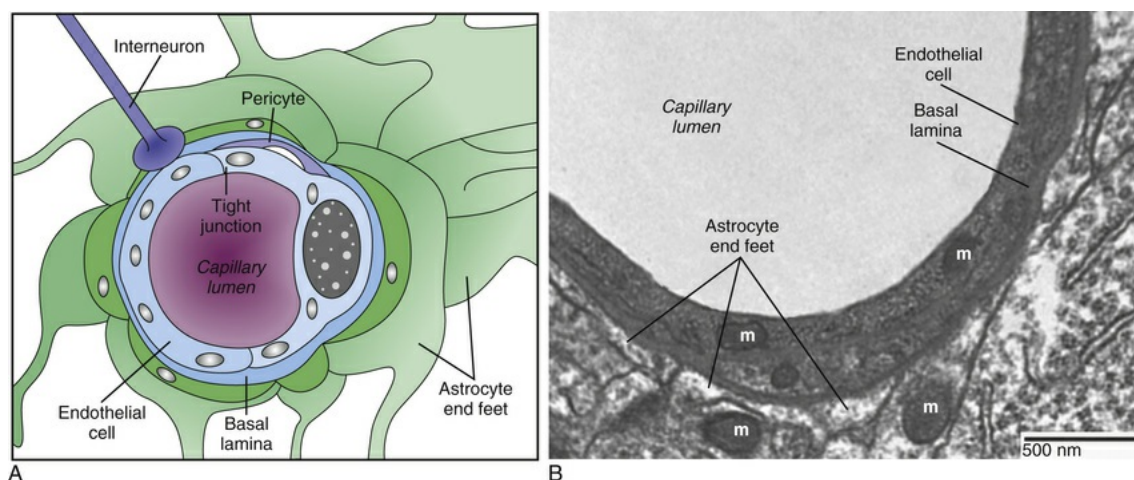 Interneuron
Pericyte
Tight
junction
Capillary
lumen
Endothelial
cell
Basal
lamina
Astrocyte
end feet
A
Capillary
lumen
Endothelial
cell
Basal
lamina
Astrocyte
end feet
m
m
m
m
500 nm
B